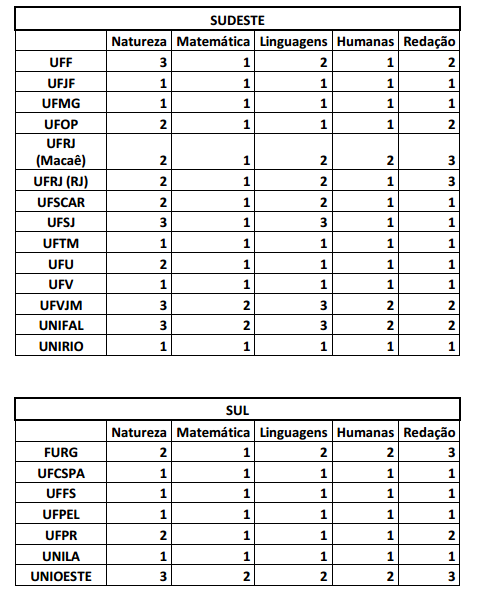 SUDESTE
Natureza Matemática Linguagens Humanas Redação
UFF 3 1 2 1 2
UFJF 1 1 1 1 1
UFMG 1 1 1 1 1
UFOP 2 1 1 1 2
UFRJ
(Macaê) 2 1 2 2 3
UFRJ (RJ) 2 1 2 1 3
UFSCAR 2 1 2 1 1
UFSJ 3 1 3 1 1
UFTM 1 1 1 1 1
UFU 2 1 1 1 1
UFV 1 1 1 1 1
UFVJM 3 2 3 2 2
UNIFAL 3 2 3 2 2
UNIRIO 1 1 1 1 1
SUL
Natureza Matemática Linguagens Humanas Redação
FURG 2 1 2 2 3
UFCSPA 1 1 1 1 1
UFFS 1 1 1 1 1
UFPEL 1 1 1 1 1
UFPR 2 1 1 1 2
UNILA 1 1 1 1 1
UNIOESTE 3 2 2 2 3